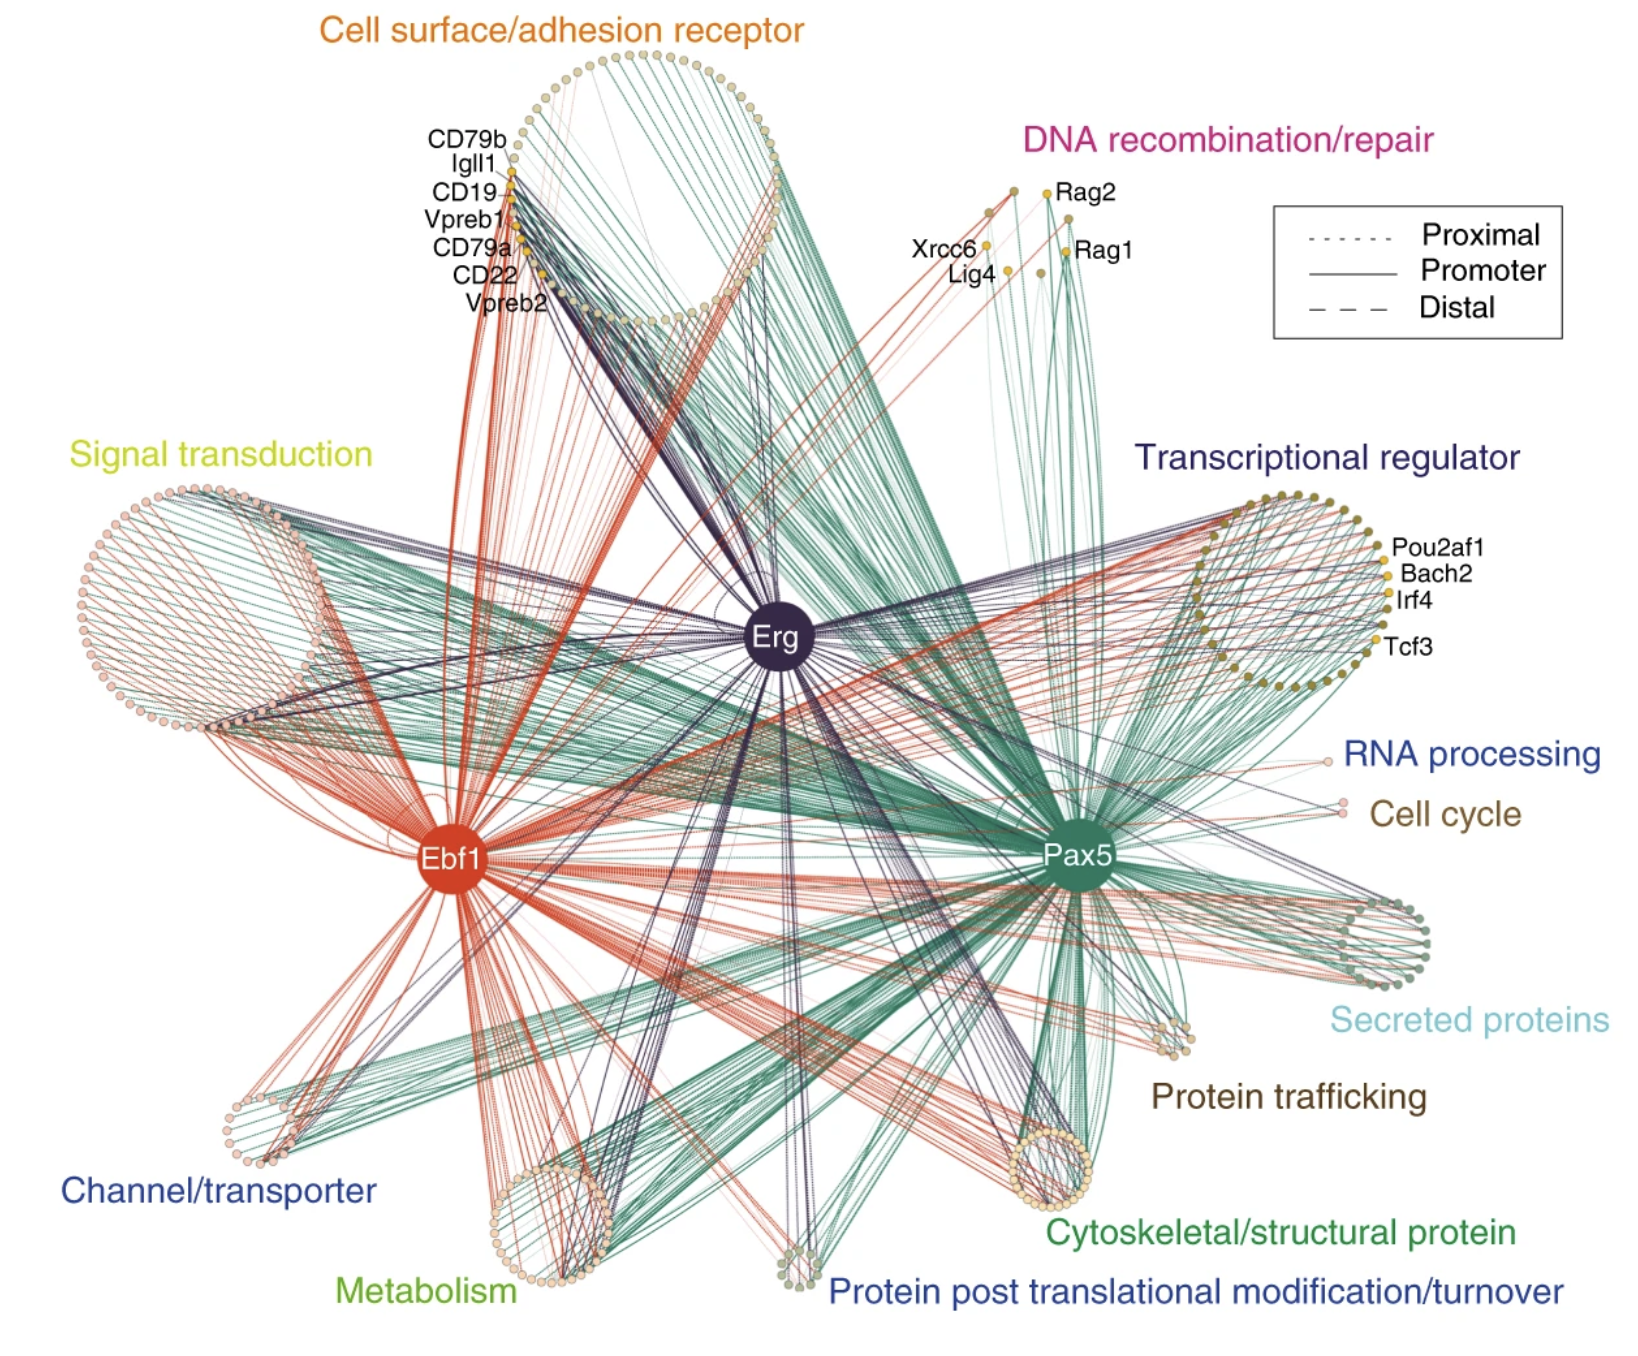 Cell surface/adhesion receptor
CD79b
Igll1
CD19
Vpreb1
CD79a
CD22
Vpreb2
DNA recombination/repair
Rag2
Xrcc6
Rag1
Lig4
Proximal
Promoter
Distal
Signal transduction
Transcriptional regulator
Pou2af1
Bach2
Irf4
Tcf3
Erg
RNA processing
Cell cycle
Ebf1
Pax5
Secreted proteins
Protein trafficking
Channel/transporter
Cytoskeletal/structural protein
Metabolism
Protein post translational modification/turnover